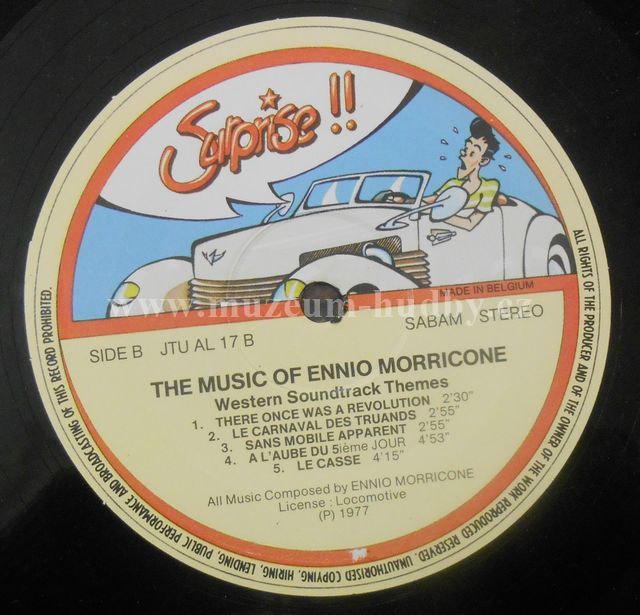 Surprise !!
MADE IN BELGIUM
SIDE B JTU AL 17 B
SABAM STEREO
THE MUSIC OF ENNIO MORRICONE
Western Soundtrack Themes
1. THERE ONCE WAS A REVOLUTION 2'30"
2. LE CARNAVAL DES TRUANDS 2'55"
3. SANS MOBILE APPARENT 2'55"
4. A L'AUBE DU 5ième JOUR 4'53"
5. LE CASSE 4'15"
All Music Composed by ENNIO MORRICONE
License : Locomotive
(P) 1977
ALL RIGHTS OF THE PRODUCER AND OF THE OWNER OF THE WORK REPRODUCED RESERVED. UNAUTHORISED COPYING, HIRING, LENDING, PUBLIC PERFORMANCE AND BROADCASTING OF THIS RECORD PROHIBITED.
www.muzeum-hudby.cz